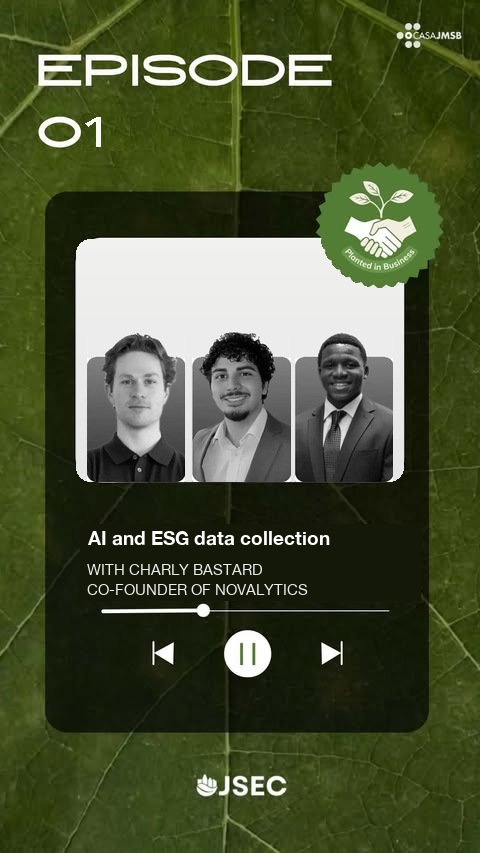 CASAJMSB
EPISODE
01
Planted in Business
AI and ESG data collection
WITH CHARLY BASTARD
CO-FOUNDER OF NOVALYTICS
JSEC